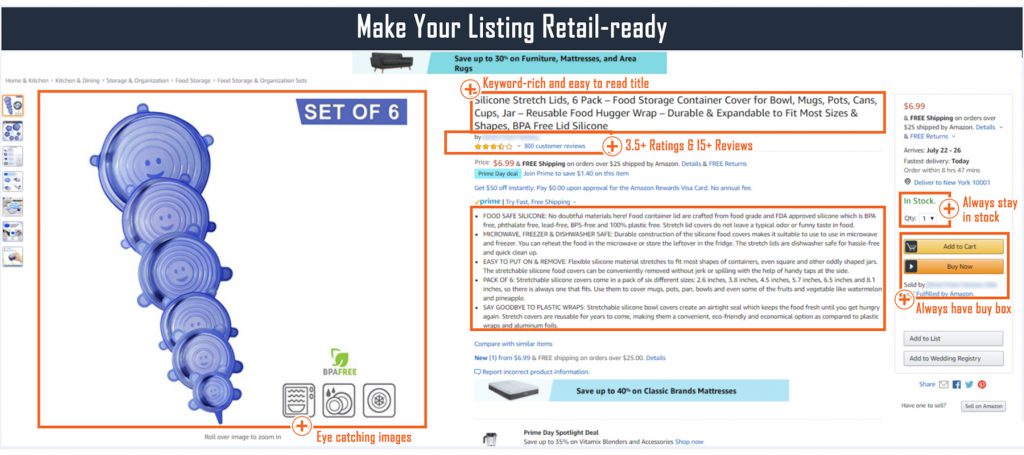 Make Your Listing Retail-ready
Save up to 30% on Furniture, Mattresses, and Area
Rugs
Home & Kitchen › Kitchen & Dining › Storage & Organization › Food Storage › Food Storage & Organization Sets
Keyword-rich and easy to read title
SET OF 6
Silicone Stretch Lids, 6 Pack – Food Storage Container Cover for Bowl, Mugs, Pots, Cans,
Cups, Jar – Reusable Food Hugger Wrap – Durable & Expandable to Fit Most Sizes &
Shapes, BPA Free Lid Silicone
by
800 customer reviews
3.5+ Ratings & 15+ Reviews
Price: $6.99 & FREE Shipping on orders over $25 shipped by Amazon. Details & FREE Returns
Prime Day deal Join Prime to save $1.40 on this item
Get $50 off instantly: Pay $0.00 upon approval for the Amazon Rewards Visa Card. No annual fee.
prime | Try Fast, Free Shipping
• FOOD SAFE SILICONE: No doubtful materials here! Food container lid are crafted from food grade and FDA approved silicone which is BPA
free, phthalate free, lead-free, BPS-free and 100% plastic free. Stretch lid covers do not leave a typical odor or funny taste in food.
• MICROWAVE, FREEZER & DISHWASHER SAFE: Durable construction of the silicone food covers makes it suitable to use to use in microwave
and freezer. You can reheat the food in the microwave or store the leftover in the fridge. The stretch lids are dishwasher safe for hassle-free
and quick clean up.
• EASY TO PUT ON & REMOVE: Flexible silicone material stretches to fit most shapes of containers, even square and other oddly shaped jars.
The stretchable silicone food covers can be conveniently removed without jerk or spilling with the help of handy taps at the side.
• PACK OF 6: Stretchable silicone covers come in a pack of six different sizes: 2.6 inches, 3.8 inches, 4.5 inches, 5.7 inches, 6.5 inches and 8.1
inches, so there is always one that fits. Use them to cover mugs, pots, pan, bowls and even some of the fruits and vegetable like watermelon
and pineapple.
• SAY GOODBYE TO PLASTIC WRAPS: Stretchable silicone bowl covers create an airtight seal which keeps the food fresh until you get hungry
again. Stretch covers are reusable for years to come, making them a convenient, eco-friendly and economical option as compared to plastic
wraps and aluminum foils.
Compare with similar items
New (1) from $6.99 & FREE shipping on orders over $25.00. Details
Report incorrect product information.
Save up to 40% on Classic Brands Mattresses
Prime Day Spotlight Deal
Save up to 35% on Vitamix Blenders and Accessories Shop now
BPAFREE
Eye catching images
Roll over image to zoom in
$6.99
& FREE Shipping on orders over
$25 shipped by Amazon. Details
& FREE Returns
Arrives: July 22 - 26
Fastest delivery: Today
Order within 8 hrs 47 mins
Deliver to New York 10001
In Stock.
Qty: 1
Always stay
in stock
Add to Cart
Buy Now
Sold by
Fulfilled by Amazon.
Always have buy box
Add to List
Add to Wedding Registry
Share
Have one to sell?
Sell on Amazon